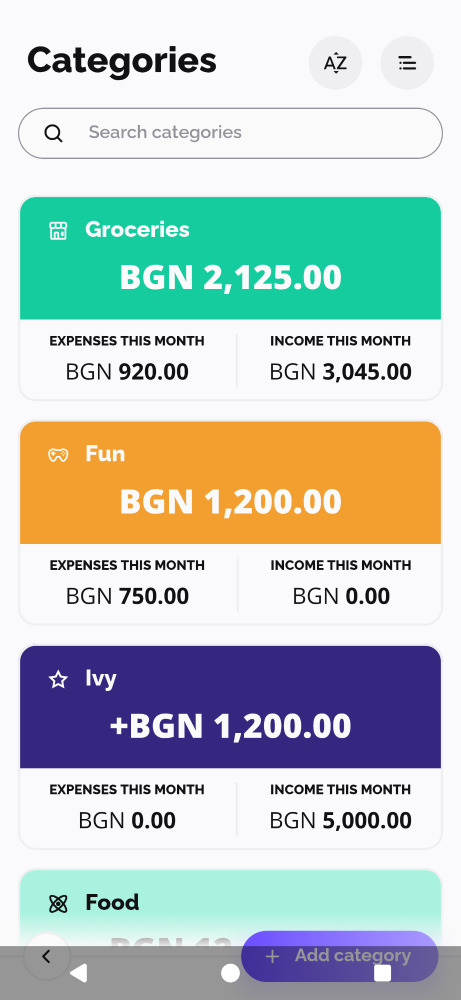 Categories
AZ
Search categories
Groceries
BGN 2,125.00
EXPENSES THIS MONTH
INCOME THIS MONTH
BGN 920.00
BGN 3,045.00
Fun
BGN 1,200.00
EXPENSES THIS MONTH
INCOME THIS MONTH
BGN 750.00
BGN 0.00
Ivy
+BGN 1,200.00
EXPENSES THIS MONTH
INCOME THIS MONTH
BGN 0.00
BGN 5,000.00
Food
BGN
+ Add category